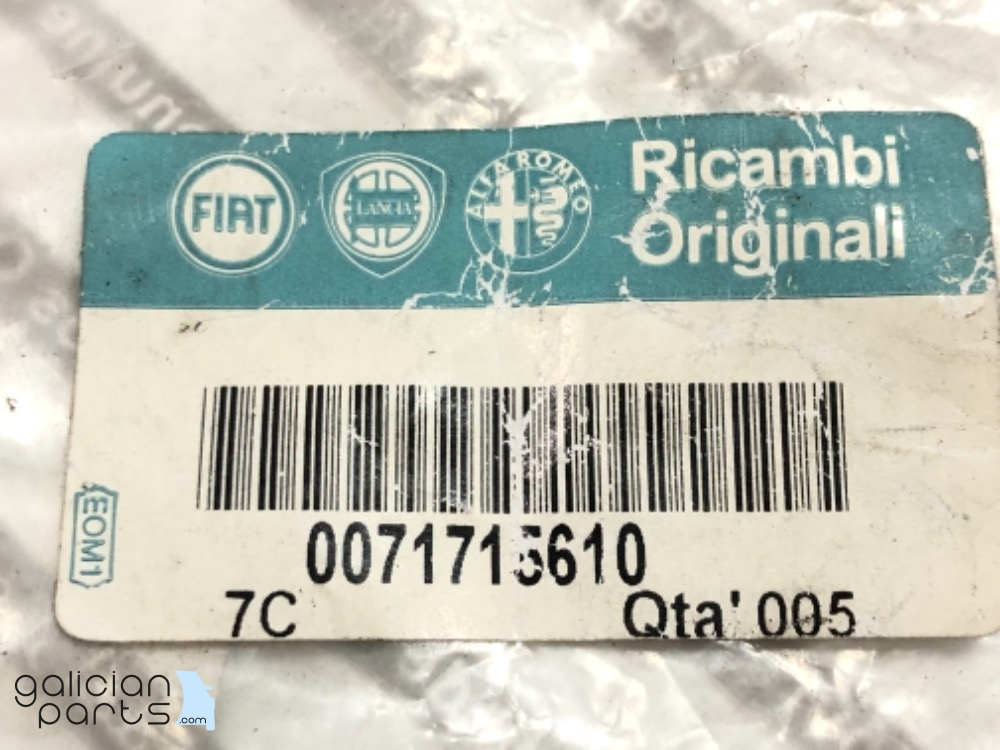 FIAT
LANCIA
ALFA ROMEO
Ricambi
Originali
EOM1
0071715610
7C
Qta' 005
galician
parts.com